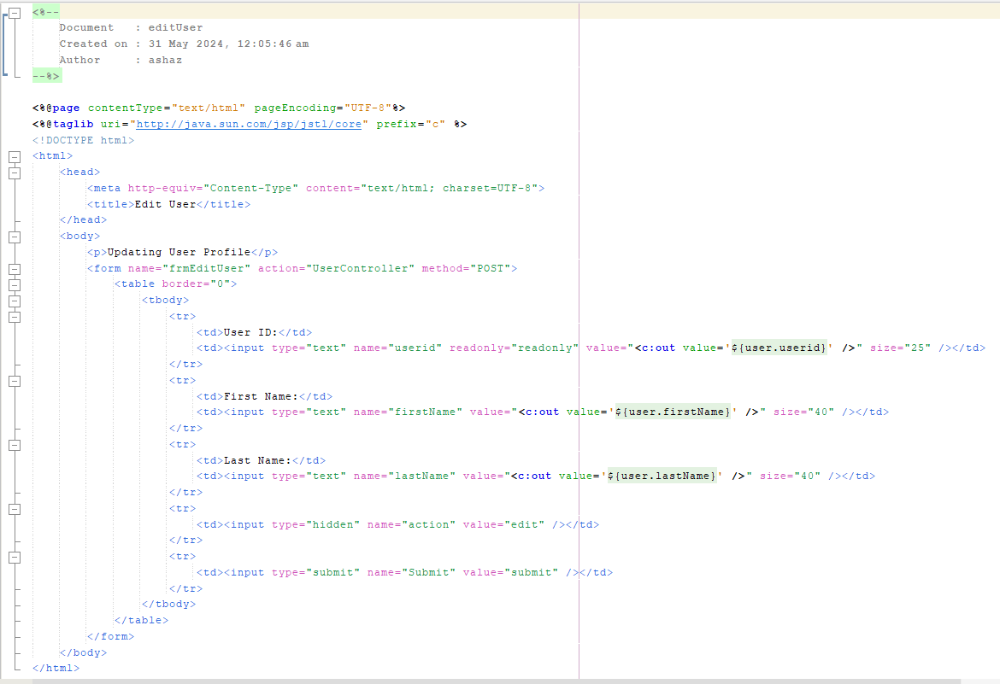 <%--
    Document   : editUser
    Created on : 31 May 2024, 12:05:46 am
    Author     : ashaz
--%>

<%@page contentType="text/html" pageEncoding="UTF-8"%>
<%@taglib uri="http://java.sun.com/jsp/jstl/core" prefix="c" %>
<!DOCTYPE html>
<html>
    <head>
        <meta http-equiv="Content-Type" content="text/html; charset=UTF-8">
        <title>Edit User</title>
    </head>
    <body>
        <p>Updating User Profile</p>
        <form name="frmEditUser" action="UserController" method="POST">
            <table border="0">
                <tbody>
                    <tr>
                        <td>User ID:</td>
                        <td><input type="text" name="userid" readonly="readonly" value="<c:out value='${user.userid}' />" size="25" /></td>
                    </tr>
                    <tr>
                        <td>First Name:</td>
                        <td><input type="text" name="firstName" value="<c:out value='${user.firstName}' />" size="40" /></td>
                    </tr>
                    <tr>
                        <td>Last Name:</td>
                        <td><input type="text" name="lastName" value="<c:out value='${user.lastName}' />" size="40" /></td>
                    </tr>
                    <tr>
                        <td><input type="hidden" name="action" value="edit" /></td>
                    </tr>
                    <tr>
                        <td><input type="submit" name="Submit" value="submit" /></td>
                    </tr>
                </tbody>
            </table>
        </form>
    </body>
</html>